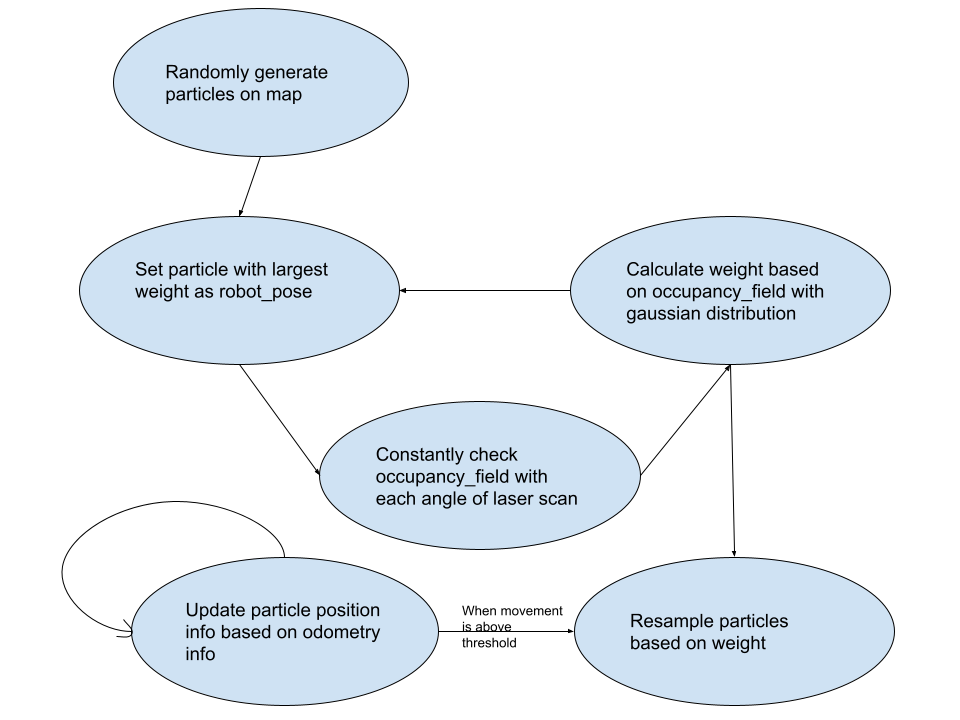 Randomly generate
particles on map
Set particle with largest
weight as robot_pose
Calculate weight based
on occupancy_field with
gaussian distribution
Constantly check
occupancy_field with
each angle of laser scan
Update particle position
info based on odometry
info
When movement
is above
threshold
Resample particles
based on weight